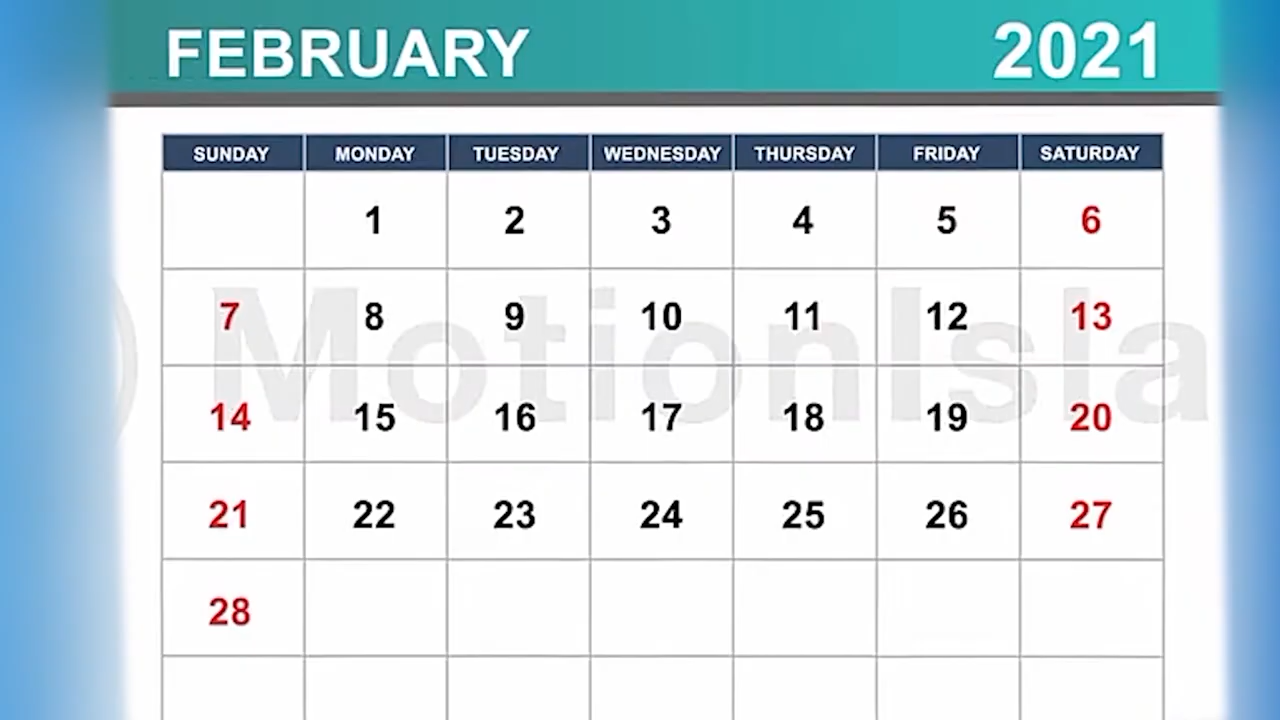 FEBRUARY 2021
SUNDAY MONDAY TUESDAY WEDNESDAY THURSDAY FRIDAY SATURDAY
1 2 3 4 5 6
7 8 9 10 11 12 13
MotionIsla
14 15 16 17 18 19 20
21 22 23 24 25 26 27
28